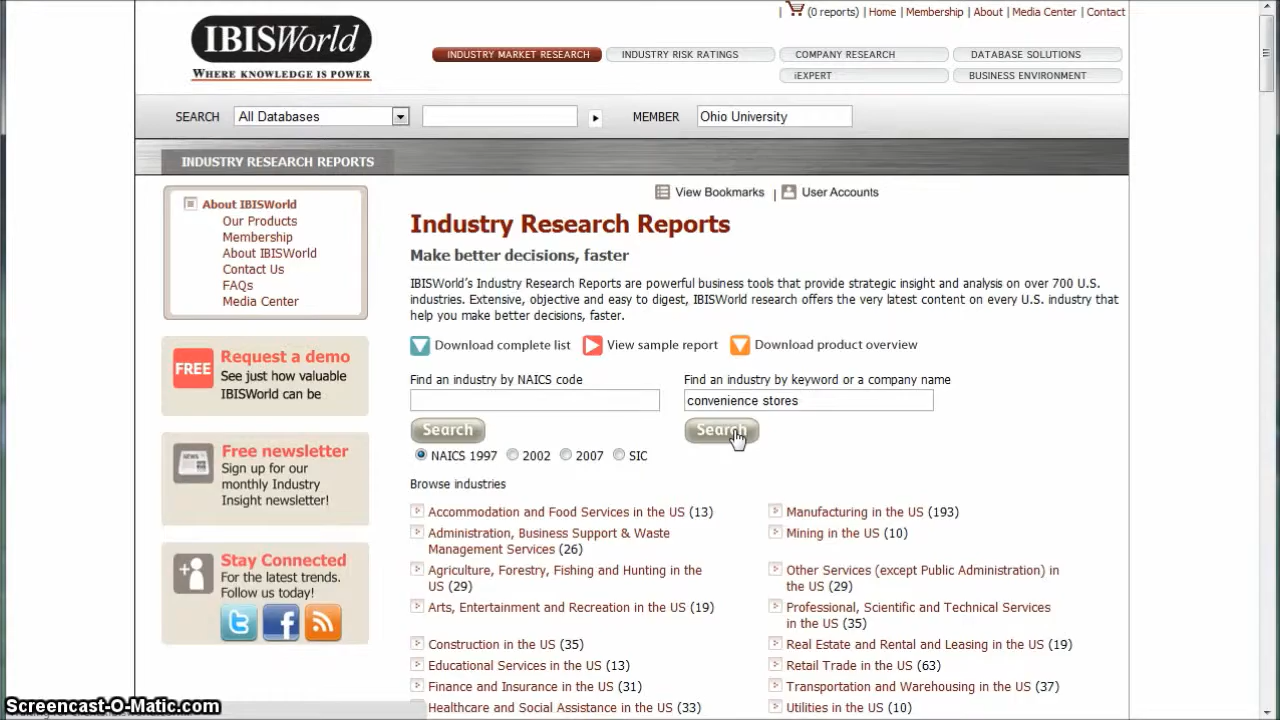 (0 reports) | Home | Membership | About | Media Center | Contact
IBISWorld
WHERE KNOWLEDGE IS POWER
INDUSTRY MARKET RESEARCH
INDUSTRY RISK RATINGS
COMPANY RESEARCH
DATABASE SOLUTIONS
iEXPERT
BUSINESS ENVIRONMENT
SEARCH All Databases MEMBER Ohio University
INDUSTRY RESEARCH REPORTS
View Bookmarks | User Accounts
About IBISWorld
Our Products
Membership
About IBISWorld
Contact Us
FAQs
Media Center
FREE
Request a demo
See just how valuable
IBISWorld can be
NEWS
Free newsletter
Sign up for our
monthly Industry
Insight newsletter!
Stay Connected
For the latest trends.
Follow us today!
Industry Research Reports
Make better decisions, faster
IBISWorld's Industry Research Reports are powerful business tools that provide strategic insight and analysis on over 700 U.S.
industries. Extensive, objective and easy to digest, IBISWorld research offers the very latest content on every U.S. industry that
help you make better decisions, faster.
Download complete list
View sample report
Download product overview
Find an industry by NAICS code
Search
NAICS 1997 2002 2007 SIC
Find an industry by keyword or a company name
convenience stores
Search
Browse industries
Accommodation and Food Services in the US (13)
Administration, Business Support & Waste
Management Services (26)
Agriculture, Forestry, Fishing and Hunting in the
US (29)
Arts, Entertainment and Recreation in the US (19)
Construction in the US (35)
Educational Services in the US (13)
Finance and Insurance in the US (31)
Healthcare and Social Assistance in the US (33)
Manufacturing in the US (193)
Mining in the US (10)
Other Services (except Public Administration) in
the US (29)
Professional, Scientific and Technical Services
in the US (35)
Real Estate and Rental and Leasing in the US (19)
Retail Trade in the US (63)
Transportation and Warehousing in the US (37)
Utilities in the US (10)
Screencast-O-Matic.com